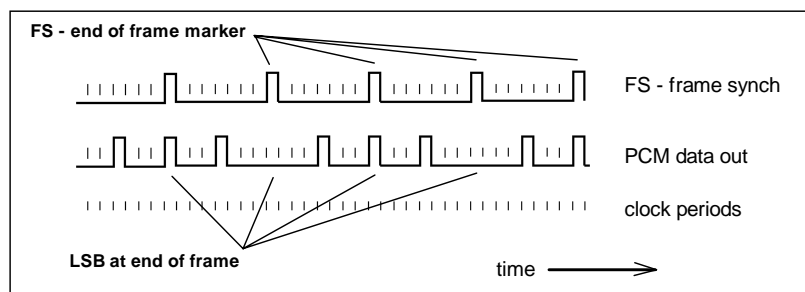 FS - end of frame marker
FS - frame synch
PCM data out
clock periods
LSB at end of frame
time